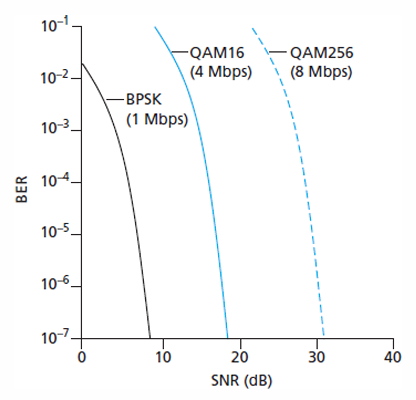 10-1
10-2
10-3
10-4
10-5
10-6
10-7
BER
QAM16
(4 Mbps)
QAM256
(8 Mbps)
BPSK
(1 Mbps)
0
10
20
30
40
SNR (dB)